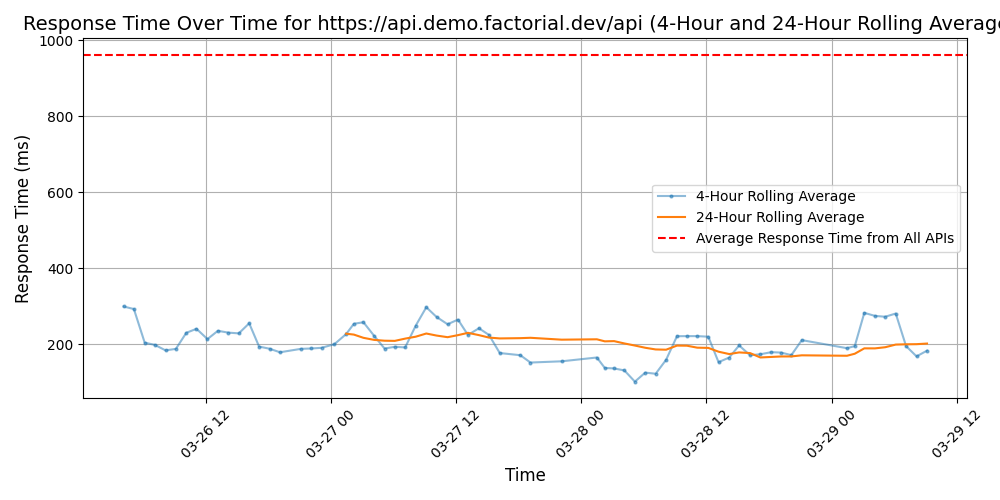 Response Time Over Time for https://api.demo.factorial.dev/api (4-Hour and 24-Hour Rolling Average
1000
800
600
400
200
Response Time (ms)
4-Hour Rolling Average
24-Hour Rolling Average
Average Response Time from All APIs
03-26 12
03-27 00
03-27 12
03-28 00
03-28 12
03-29 00
03-29 12
Time